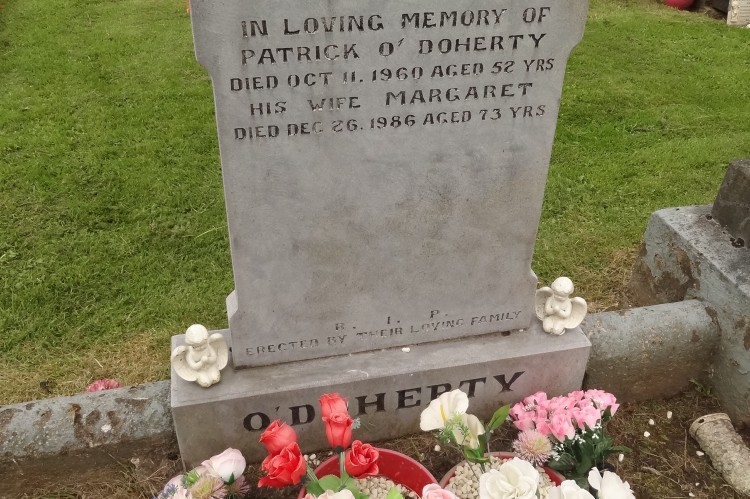 IN LOVING MEMORY OF
PATRICK O' DOHERTY
DIED OCT 11. 1960 AGED 52 YRS
HIS WIFE MARGARET
DIED DEC 26. 1986 AGED 73 YRS
R. I. P.
ERECTED BY THEIR LOVING FAMILY
O'DOHERTY